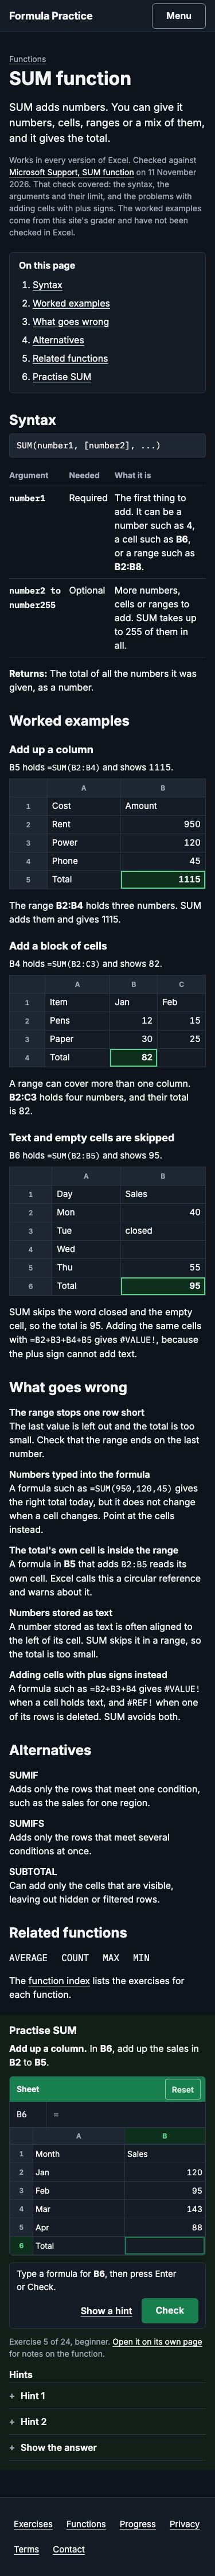 Formula Practice
Menu
Functions
SUM function
SUM adds numbers. You can give it
numbers, cells, ranges or a mix of them,
and it gives the total.
Works in every version of Excel. Checked against
Microsoft Support, SUM function on 11 November
2026. That check covered: the syntax, the
arguments and their limit, and the problems with
adding cells with plus signs. The worked examples
come from this site's grader and have not been
checked in Excel.
On this page
1. Syntax
2. Worked examples
3. What goes wrong
4. Alternatives
5. Related functions
6. Practise SUM
Syntax
SUM(number1, [number2], ...)
Argument Needed What it is
number1 Required The first thing to
add. It can be a
number such as 4,
a cell such as B6,
or a range such as
B2:B8.
number2 to Optional More numbers,
number255 cells or ranges to
add. SUM takes up
to 255 of them in
all.
Returns: The total of all the numbers it was
given, as a number.
Worked examples
Add up a column
B5 holds =SUM(B2:B4) and shows 1115.
A B
1 Cost Amount
2 Rent 950
3 Power 120
4 Phone 45
5 Total 1115
The range B2:B4 holds three numbers. SUM
adds them and gives 1115.
Add a block of cells
B4 holds =SUM(B2:C3) and shows 82.
A B C
1 Item Jan Feb
2 Pens 12 15
3 Paper 30 25
4 Total 82
A range can cover more than one column.
B2:C3 holds four numbers, and their total
is 82.
Text and empty cells are skipped
B6 holds =SUM(B2:B5) and shows 95.
A B
1 Day Sales
2 Mon 40
3 Tue closed
4 Wed
5 Thu 55
6 Total 95
SUM skips the word closed and the empty
cell, so the total is 95. Adding the same cells
with =B2+B3+B4+B5 gives #VALUE!, because
the plus sign cannot add text.
What goes wrong
The range stops one row short
The last value is left out and the total is too
small. Check that the range ends on the last
number.
Numbers typed into the formula
A formula such as =SUM(950,120,45) gives
the right total today, but it does not change
when a cell changes. Point at the cells
instead.
The total's own cell is inside the range
A formula in B5 that adds B2:B5 reads its
own cell. Excel calls this a circular reference
and warns about it.
Numbers stored as text
A number stored as text is often aligned to
the left of its cell. SUM skips it in a range, so
the total is too small.
Adding cells with plus signs instead
A formula such as =B2+B3+B4 gives #VALUE!
when a cell holds text, and #REF! when one
of its rows is deleted. SUM avoids both.
Alternatives
SUMIF
Adds only the rows that meet one condition,
such as the sales for one region.
SUMIFS
Adds only the rows that meet several
conditions at once.
SUBTOTAL
Can add only the cells that are visible,
leaving out hidden or filtered rows.
Related functions
AVERAGE COUNT MAX MIN
The function index lists the exercises for
each function.
Practise SUM
Add up a column. In B6, add up the sales in
B2 to B5.
Sheet
Reset
B6 =
A B
1 Month Sales
2 Jan 120
3 Feb 95
4 Mar 143
5 Apr 88
6 Total
Type a formula for B6, then press Enter
or Check.
Show a hint
Check
Exercise 5 of 24, beginner. Open it on its own page
for notes on the function.
Hints
+ Hint 1
+ Hint 2
+ Show the answer
Exercises Functions Progress Privacy
Terms Contact